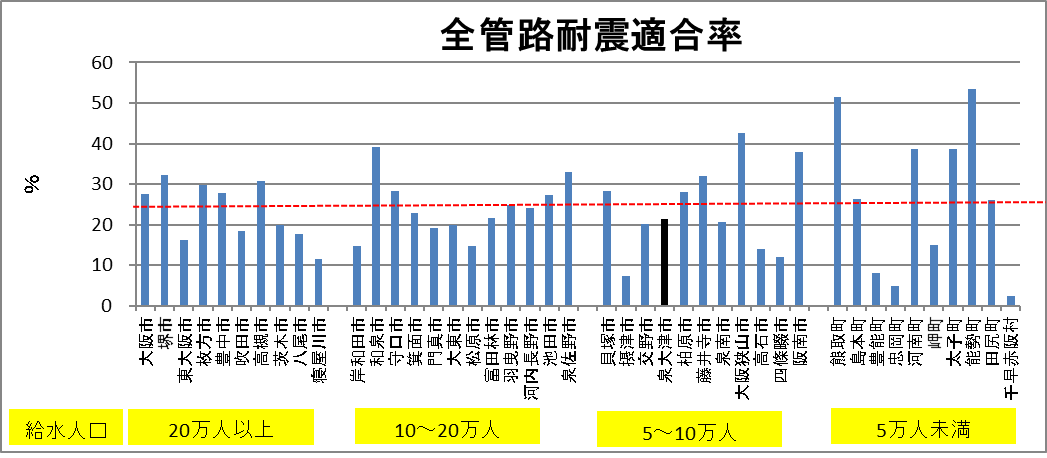 全管路耐震適合率
%
60
50
40
30
20
10
0
大阪市
堺市
東大阪市
枚方市
豊中市
吹田市
高槻市
茨木市
八尾市
寝屋川市
岸和田市
和泉市
守口市
箕面市
門真市
大東市
松原市
富田林市
羽曳野市
河内長野市
池田市
泉佐野市
貝塚市
摂津市
交野市
泉大津市
柏原市
藤井寺市
泉南市
大阪狭山市
高石市
四條畷市
阪南市
熊取町
島本町
豊能町
忠岡町
河南町
岬町
太子町
能勢町
田尻町
千早赤阪村
給水人口
20万人以上
10～20万人
5～10万人
5万人未満